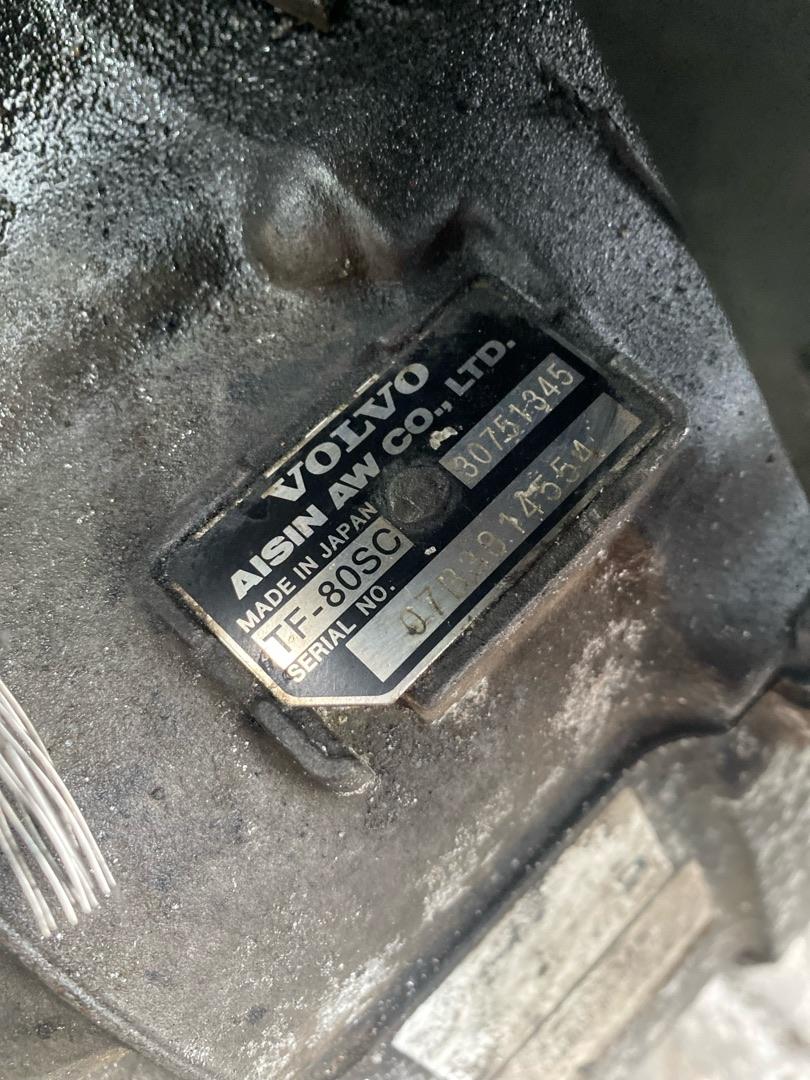 VOLVO
AISIN AW CO., LTD.
MADE IN JAPAN
30751345
TF-80SC
SERIAL NO.